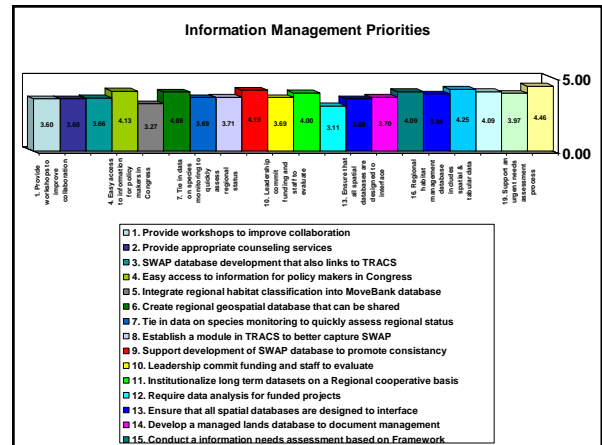 Information Management Priorities
5.00
0.00
3.60
3.60
3.66
4.13
3.27
4.08
3.69
3.71
4.19
3.69
4.00
3.11
3.70
4.09
4.25
4.09
3.97
4.46
1. Provide
workshops to
improve
collaboration
4. Easy access
to information
for policy
makers in
Congress
7. Tie in data
on species
monitoring to
quickly
assess
regional
status
10. Leadership
commit
funding and
staff to
evaluate
13. Ensure that
all spatial
databases are
designed to
interface
16. Regional
habitat
management
database
includes
spatial &
tabular data
19. Support an
urgent needs
assessment
process
1. Provide workshops to improve collaboration
2. Provide appropriate counseling services
3. SWAP database development that also links to TRACS
4. Easy access to information for policy makers in Congress
5. Integrate regional habitat classification into MoveBank database
6. Create regional geospatial database that can be shared
7. Tie in data on species monitoring to quickly assess regional status
8. Establish a module in TRACS to better capture SWAP
9. Support development of SWAP database to promote consistancy
10. Leadership commit funding and staff to evaluate
11. Institutionalize long term datasets on a Regional cooperative basis
12. Require data analysis for funded projects
13. Ensure that all spatial databases are designed to interface
14. Develop a managed lands database to document management
15. Conduct a information needs assessment based on Framework